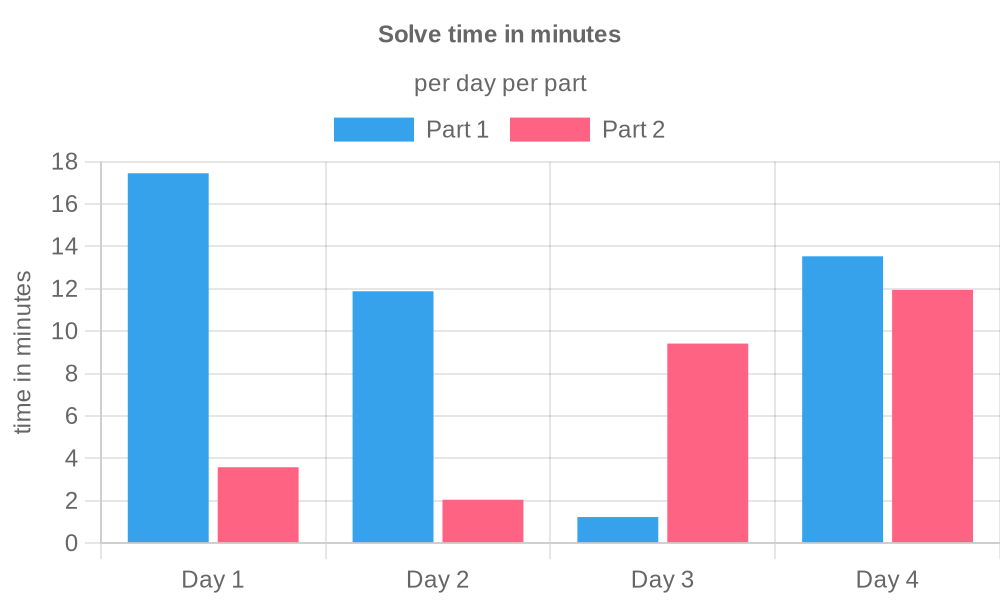 Solve time in minutes
per day per part
Part 1 Part 2
18
16
14
12
10
8
6
4
2
0
time in minutes
Day 1 Day 2 Day 3 Day 4